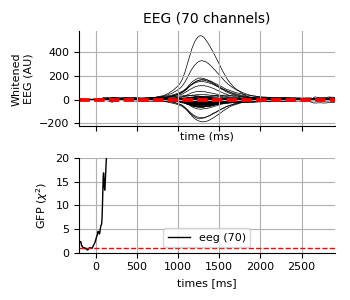 EEG (70 channels)
Whitened
EEG (AU)
400
200
0
−200
time (ms)
GFP (χ²)
20
15
10
5
0
eeg (70)
0 500 1000 1500 2000 2500
times [ms]